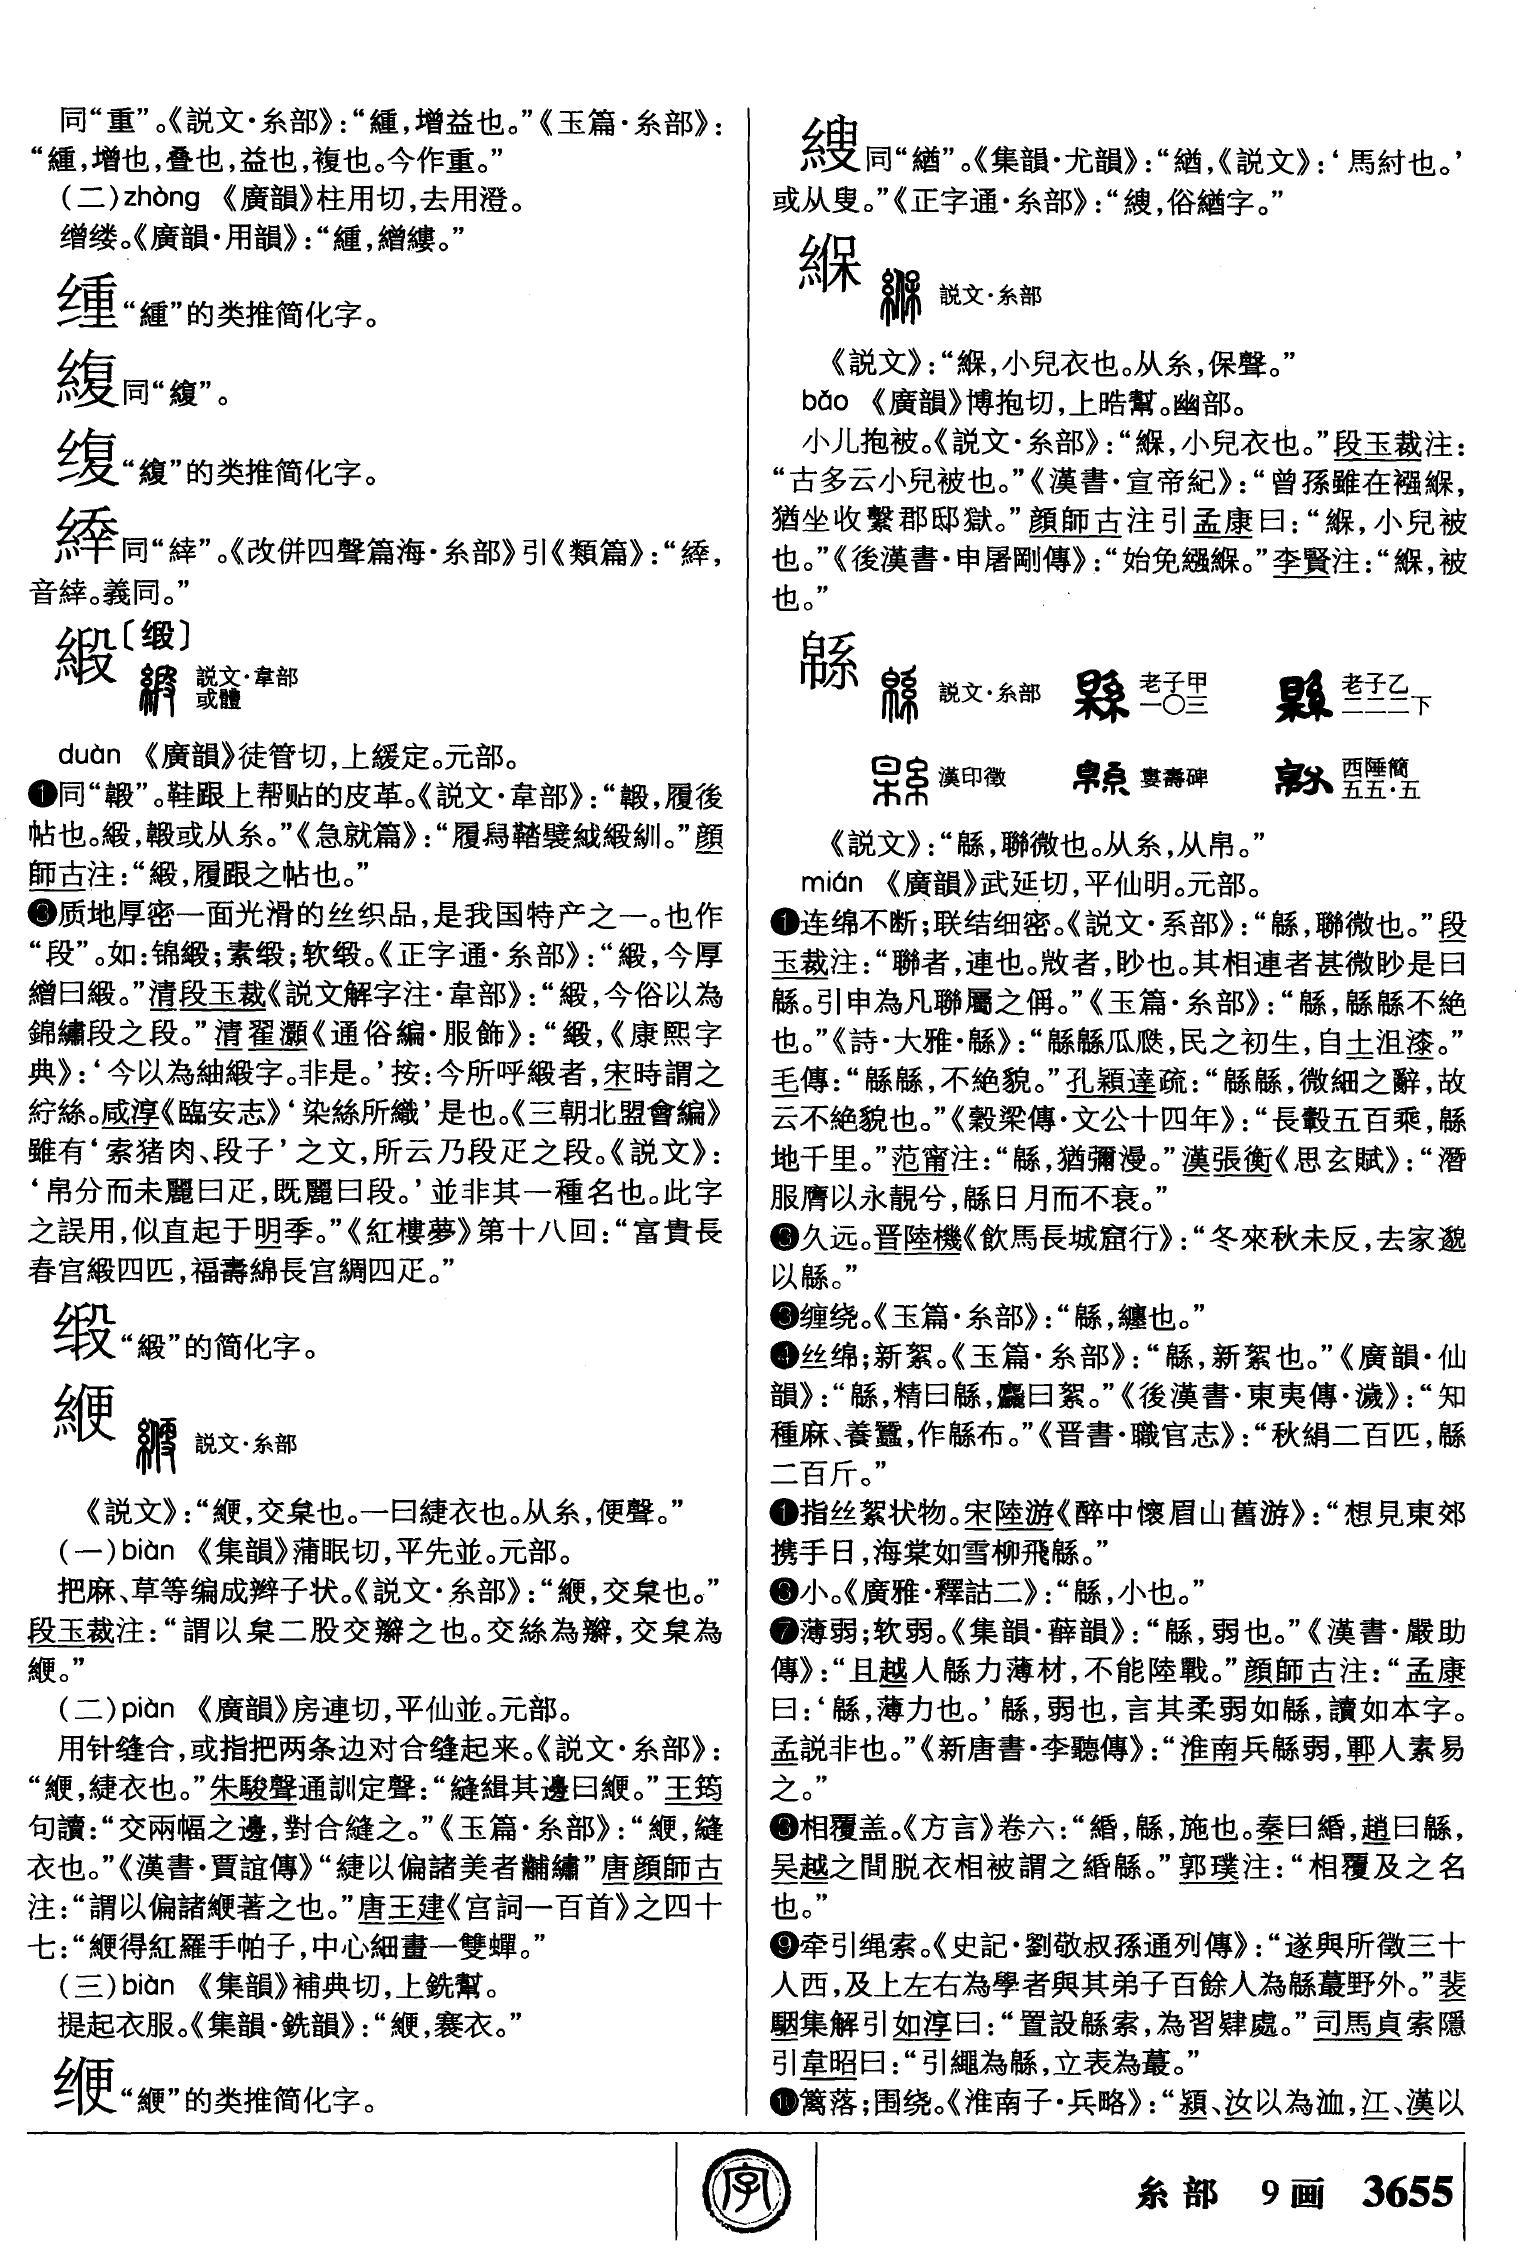 同“重”。《説文·糸部》：“緟，增益也。”《玉篇·糸部》：
“緟，增也，叠也，益也，複也。今作重。”
（二）zhòng 《廣韻》柱用切，去用澄。
缯缕。《廣韻·用韻》：“緟，繒縷。”
“緟”的类推简化字。
緮同“緮”。
“緮”的类推简化字。
同“緈”。《改併四聲篇海·糸部》引《類篇》：“䋲，
音緈。義同。”
緞〔缎〕
説文·韋部
或體
duàn 《廣韻》徒管切，上緩定。元部。
❶同“鞎”。鞋跟上帮贴的皮革。《説文·韋部》：“䠪，履後
帖也。緞，䠪或从糸。”《急就篇》：“履舄鞜襃絨緞紃。”顔
師古注：“緞，履跟之帖也。”
❷质地厚密一面光滑的丝织品，是我国特产之一。也作
“段”。如：锦缎；素缎；软缎。《正字通·糸部》：“緞，今厚
繒曰緞。”清段玉裁《説文解字注·韋部》：“緞，今俗以為
錦繡段之段。”清翟灝《通俗編·服飾》：“緞，《康熙字
典》：‘今以為紬緞字。非是。’按：今所呼緞者，宋時謂之
紵絲。咸淳《臨安志》‘染絲所織’是也。《三朝北盟會編》
雖有‘索猪肉、段子’之文，所云乃段疋之段。《説文》：
‘帛分而未麗曰疋，既麗曰段。’並非其一種名也。此字
之誤用，似直起于明季。”《紅樓夢》第十八回：“富貴長
春宫緞四匹，福壽綿長宫綢四疋。”
缎“緞”的简化字。
緶
説文·糸部
《説文》：“緶，交枲也。一曰緁衣也。从糸，便聲。”
（一）biàn 《集韻》蒲眠切，平先並。元部。
把麻、草等编成辫子状。《説文·糸部》：“緶，交枲也。”
段玉裁注：“謂以枲二股交辮之也。交絲為辮，交枲為
緶。”
（二）piàn 《廣韻》房連切，平仙並。元部。
用针缝合，或指把两条边对合缝起来。《説文·糸部》：
“緶，緁衣也。”朱駿聲通訓定聲：“縫緝其邊曰緶。”王筠
句讀：“交兩幅之邊，對合縫之。”《玉篇·糸部》：“緶，縫
衣也。”《漢書·賈誼傳》“緁以偏諸美者黼繡”唐顔師古
注：“謂以偏諸緶著之也。”唐王建《宫詞一百首》之四十
七：“緶得紅羅手帕子，中心細畫一雙蟬。”
（三）biàn 《集韻》補典切，上銑幫。
提起衣服。《集韻·銑韻》：“緶，褰衣。”
缏“緶”的类推简化字。
䋺同“緧”。《集韻·尤韻》：“緧，《説文》：‘馬紂也。’
或从叟。”《正字通·糸部》：“䋺，俗緧字。”
緥
説文·糸部
《説文》：“緥，小兒衣也。从糸，保聲。”
bǎo 《廣韻》博抱切，上晧幫。幽部。
小儿抱被。《説文·糸部》：“緥，小兒衣也。”段玉裁注：
“古多云小兒被也。”《漢書·宣帝紀》：“曾孫雖在襁緥，
猶坐收繫郡邸獄。”顔師古注引孟康曰：“緥，小兒被
也。”《後漢書·申屠剛傳》：“始免繈緥。”李賢注：“緥，被
也。”
緜
説文·糸部 老子甲一〇三 老子乙二二二下
漢印徵 婁壽碑 西陲簡五五·五
《説文》：“緜，聯微也。从糸，从帛。”
mián 《廣韻》武延切，平仙明。元部。
❶连绵不断；联结细密。《説文·系部》：“緜，聯微也。”段
玉裁注：“聯者，連也。𢼸者，眇也。其相連者甚微眇是曰
緜。引申為凡聯屬之偁。”《玉篇·糸部》：“緜，緜緜不絶
也。”《詩·大雅·緜》：“緜緜瓜瓞，民之初生，自土沮漆。”
毛傳：“緜緜，不絶貌。”孔穎達疏：“緜緜，微細之辭，故
云不絶貌也。”《穀梁傳·文公十四年》：“長轂五百乘，緜
地千里。”范甯注：“緜，猶彌漫。”漢張衡《思玄賦》：“潛
服膺以永靚兮，緜日月而不衰。”
❷久远。晋陸機《飲馬長城窟行》：“冬來秋未反，去家邈
以緜。”
❸缠绕。《玉篇·糸部》：“緜，纏也。”
❹丝绵；新絮。《玉篇·糸部》：“緜，新絮也。”《廣韻·仙
韻》：“緜，精曰緜，麤曰絮。”《後漢書·東夷傳·濊》：“知
種麻、養蠶，作緜布。”《晋書·職官志》：“秋絹二百匹，緜
二百斤。”
❺指丝絮状物。宋陸游《醉中懷眉山舊游》：“想見東郊
携手日，海棠如雪柳飛緜。”
❻小。《廣雅·釋詁二》：“緜，小也。”
❼薄弱；软弱。《集韻·薛韻》：“緜，弱也。”《漢書·嚴助
傳》：“且越人緜力薄材，不能陸戰。”顔師古注：“孟康
曰：‘緜，薄力也。’緜，弱也，言其柔弱如緜，讀如本字。
孟説非也。”《新唐書·李聽傳》：“淮南兵緜弱，鄆人素易
之。”
❽相覆盖。《方言》卷六：“緡，緜，施也。秦曰緡，趙曰緜，
吴越之間脱衣相被謂之緡緜。”郭璞注：“相覆及之名
也。”
❾牵引绳索。《史記·劉敬叔孫通列傳》：“遂與所徵三十
人西，及上左右為學者與其弟子百餘人為緜蕞野外。”裴
駰集解引如淳曰：“置設緜索，為習肄處。”司馬貞索隱
引韋昭曰：“引繩為緜，立表為蕞。”
❿篱落；围绕。《淮南子·兵略》：“潁、汝以為洫，江、漢以
字
糸部 9画 3655